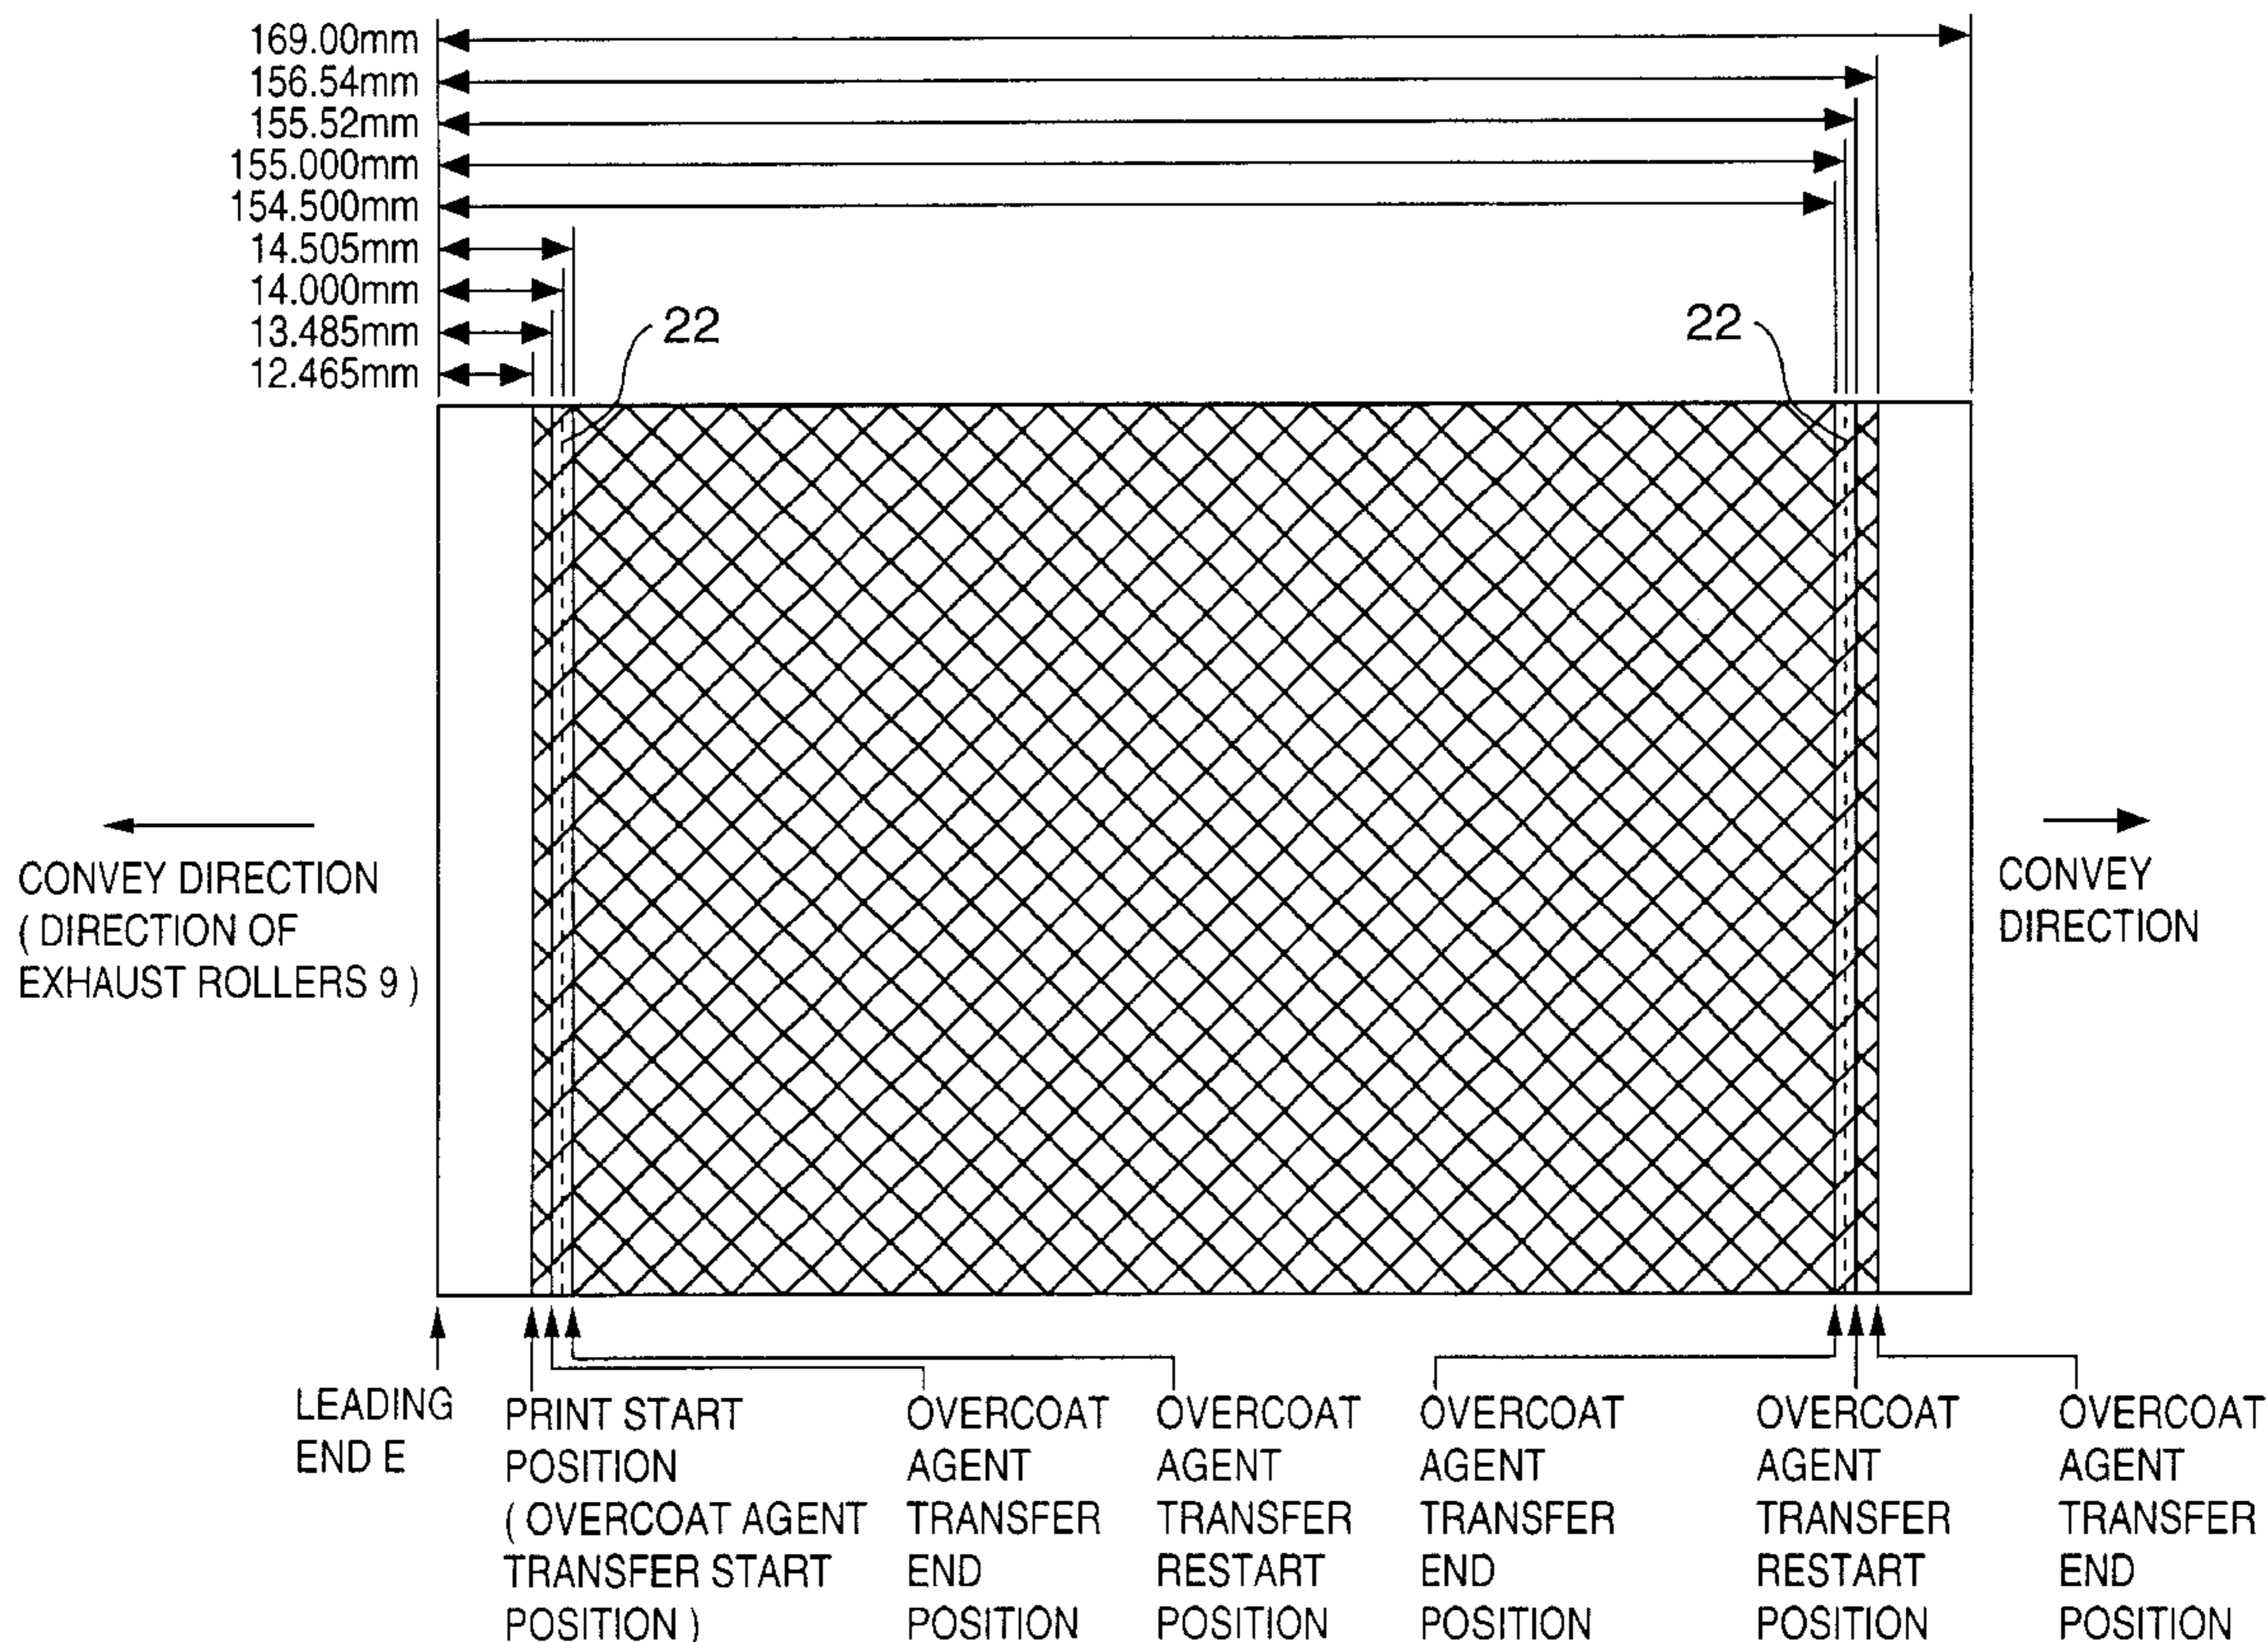 169.00mm
156.54mm
155.52mm
155.000mm
154.500mm
14.505mm
14.000mm
13.485mm
12.465mm
22
22
CONVEY DIRECTION
( DIRECTION OF
EXHAUST ROLLERS 9 )
CONVEY
DIRECTION
LEADING
END E
PRINT START
POSITION
( OVERCOAT AGENT
TRANSFER START
POSITION )
OVERCOAT
AGENT
TRANSFER
END
POSITION
OVERCOAT
AGENT
TRANSFER
RESTART
POSITION
OVERCOAT
AGENT
TRANSFER
END
POSITION
OVERCOAT
AGENT
TRANSFER
RESTART
POSITION
OVERCOAT
AGENT
TRANSFER
END
POSITION